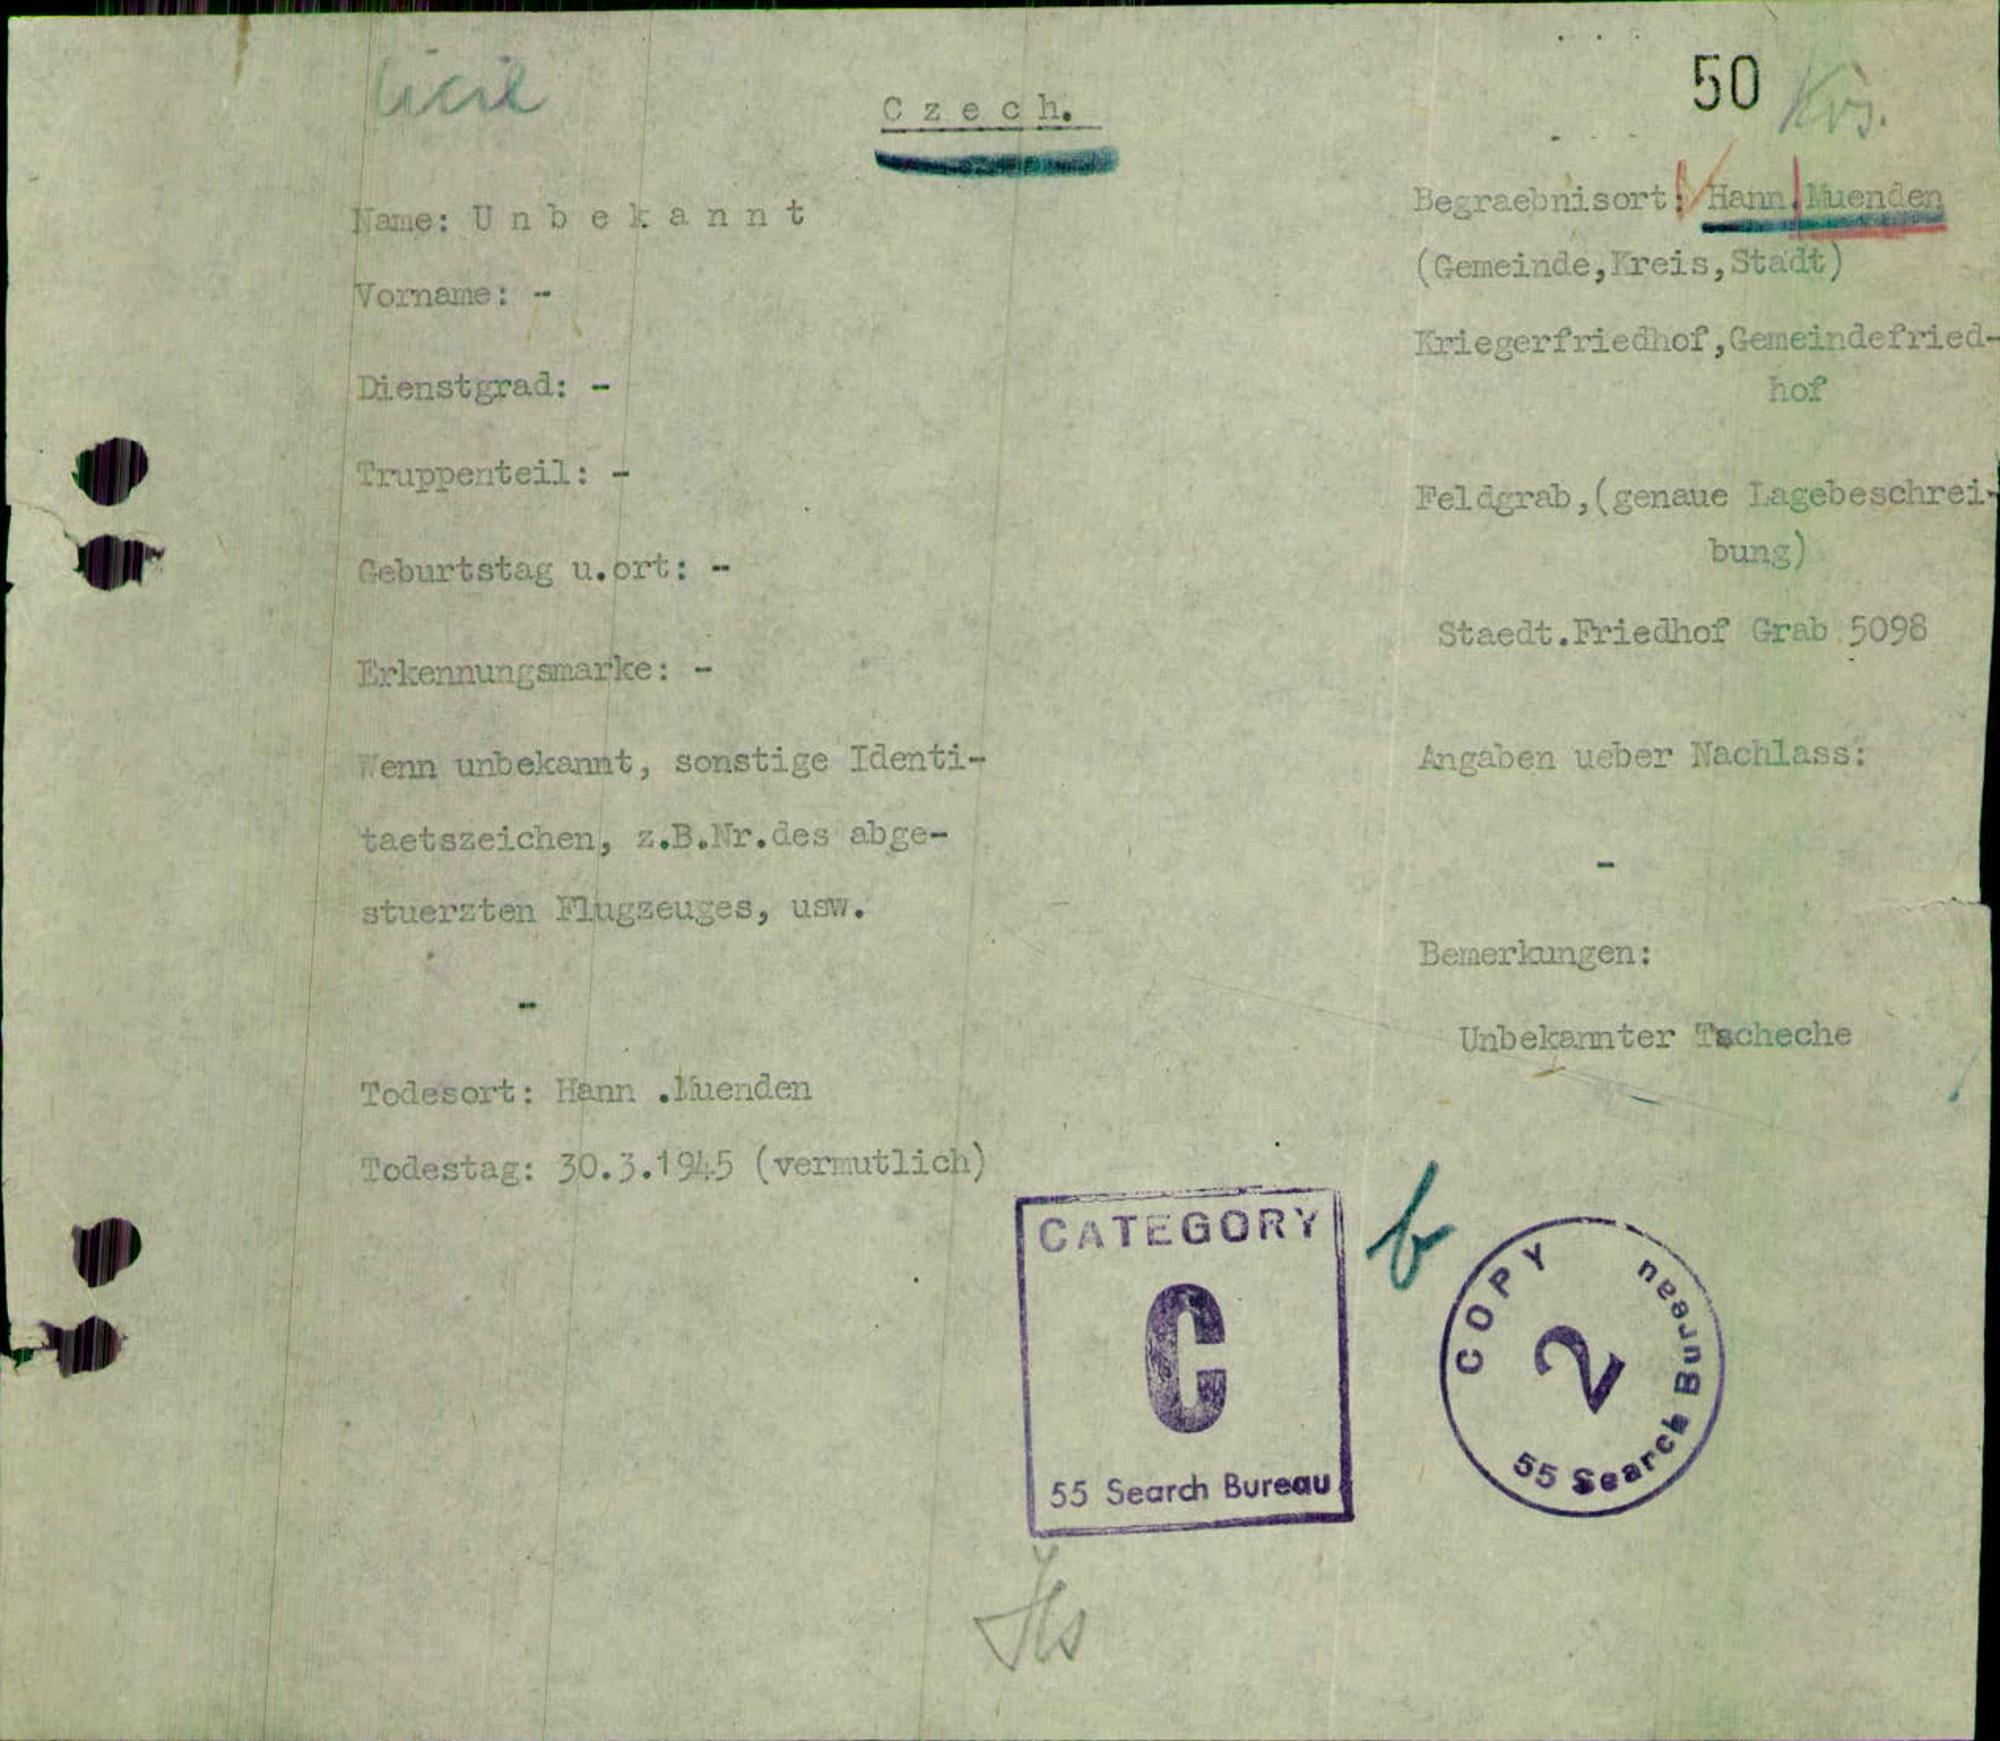 Czech.
50
Name: Unbekannt
Vorname: -
Dienstgrad: -
Truppenteil: -
Geburtstag u.ort: -
Erkennungsmarke: -
Wenn unbekannt, sonstige Identi-
taetszeichen, z.B.Nr.des abge-
stuerzten Flugzeuges, usw.
-
Todesort: Hann .Muenden
Todestag: 30.3.1945 (vermutlich)
Begraebnisort: Hann.Muenden
(Gemeinde,Kreis,Stadt)
Kriegerfriedhof,Gemeindefried-
hof
Feldgrab,(genaue Lagebeschrei-
bung)
Staedt.Friedhof Grab 5098
Angaben ueber Nachlass:
-
Bemerkungen:
Unbekannter Tscheche
CATEGORY
C
55 Search Bureau
b
COPY
2
55 Search Bureau